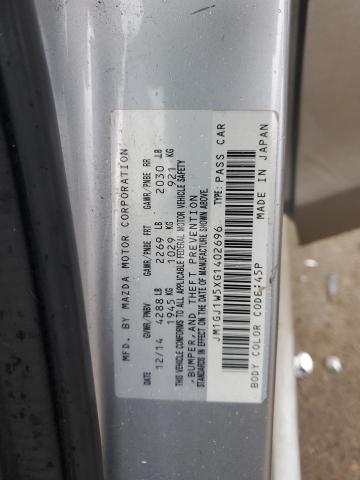 MFD. BY MAZDA MOTOR CORPORATION
DATE GVWR/PNBV GAWR/PNBE FRT GAWR/PNBE RR
12/14 4288 LB 2269 LB 2030 LB
1945 KG 1029 KG 921 KG
THIS VEHICLE CONFORMS TO ALL APPLICABLE FEDERAL MOTOR VEHICLE SAFETY
,BUMPER,AND THEFT PREVENTION
STANDARDS IN EFFECT ON THE DATE OF MANUFACTURE SHOWN ABOVE.
JM1GJ1W5XG1402696 TYPE: PASS CAR
BODY COLOR CODE:45P MADE IN JAPAN